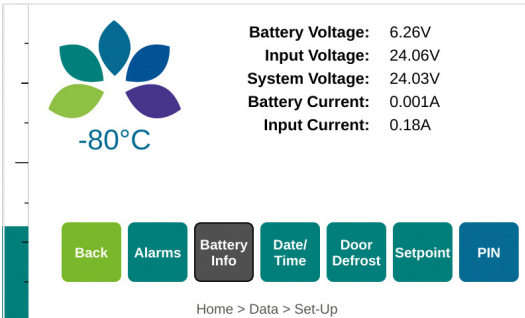 Battery Voltage: 6.26V
Input Voltage: 24.06V
System Voltage: 24.03V
Battery Current: 0.001A
Input Current: 0.18A
-80°C
Back
Alarms
Battery
Info
Date/
Time
Door
Defrost
Setpoint
PIN
Home > Data > Set-Up